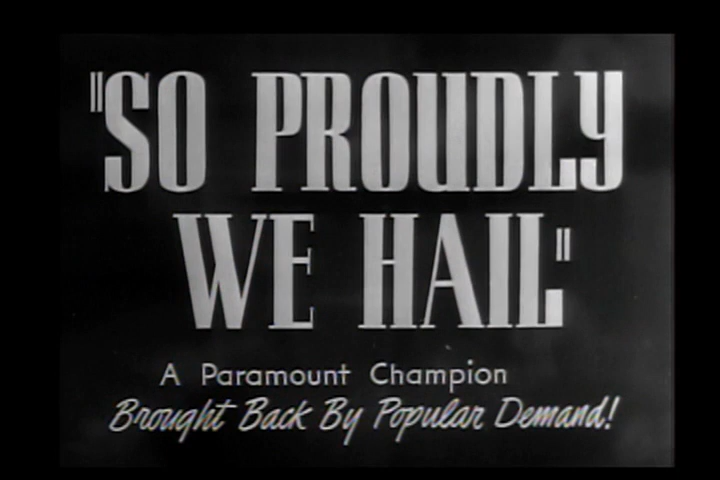 "SO PROUDLY
WE HAIL"
A Paramount Champion
Brought Back By Popular Demand!